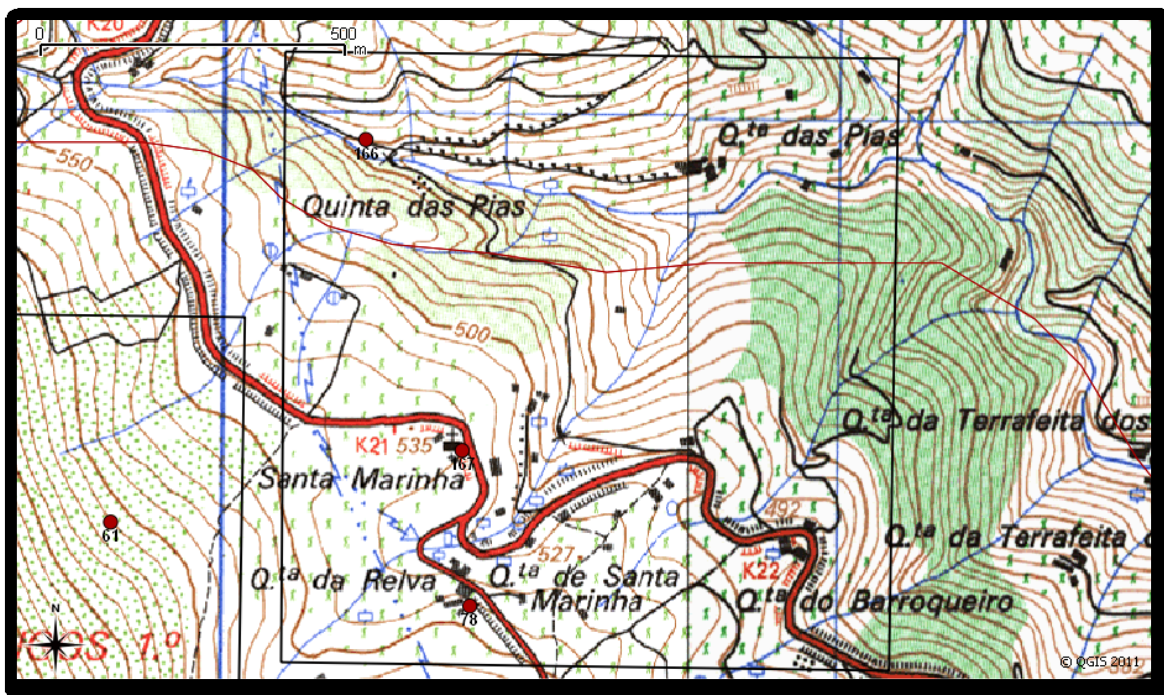 K20
0 500
m
550
166
Q.ta das Pias
Quinta das Pias
500
K21 535
167
Santa Marinha
Q.ta da Terrafeita dos
61
492
Q.ta da Terrafeita
527
Q.ta da Relva
Q.ta de Santa
Marinha
K22
Q.ta do Barroqueiro
78
N
1.º
© QGIS 2011